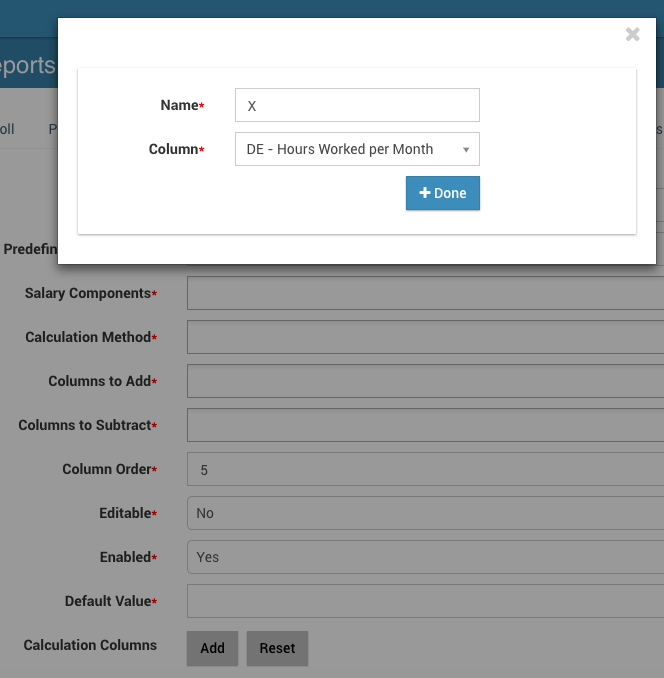 eports
oll P s
Name*
X
Column*
DE - Hours Worked per Month
+ Done
Predefin
Salary Components*
Calculation Method*
Columns to Add*
Columns to Subtract*
Column Order*
5
Editable*
No
Enabled*
Yes
Default Value*
Calculation Columns
Add Reset